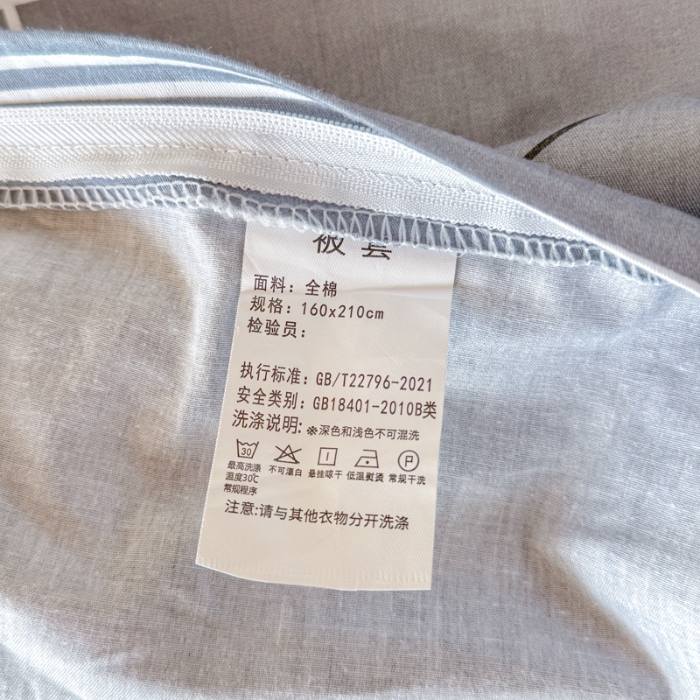 被套
面料：全棉
规格：160x210cm
检验员：
执行标准：GB/T22796-2021
安全类别：GB18401-2010B类
洗涤说明：※深色和浅色不可混洗
30 P
最高洗涤温度30℃常规程序 不可漂白 悬挂晾干 低温熨烫 常规干洗
注意:请与其他衣物分开洗涤